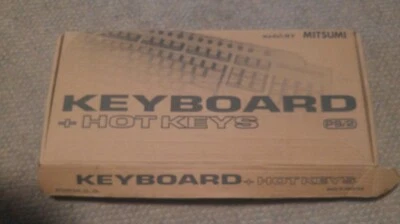 MITSUMI
KEYBOARD
+ HOT KEYS PS/2
KEYBOARD + HOT KEYS